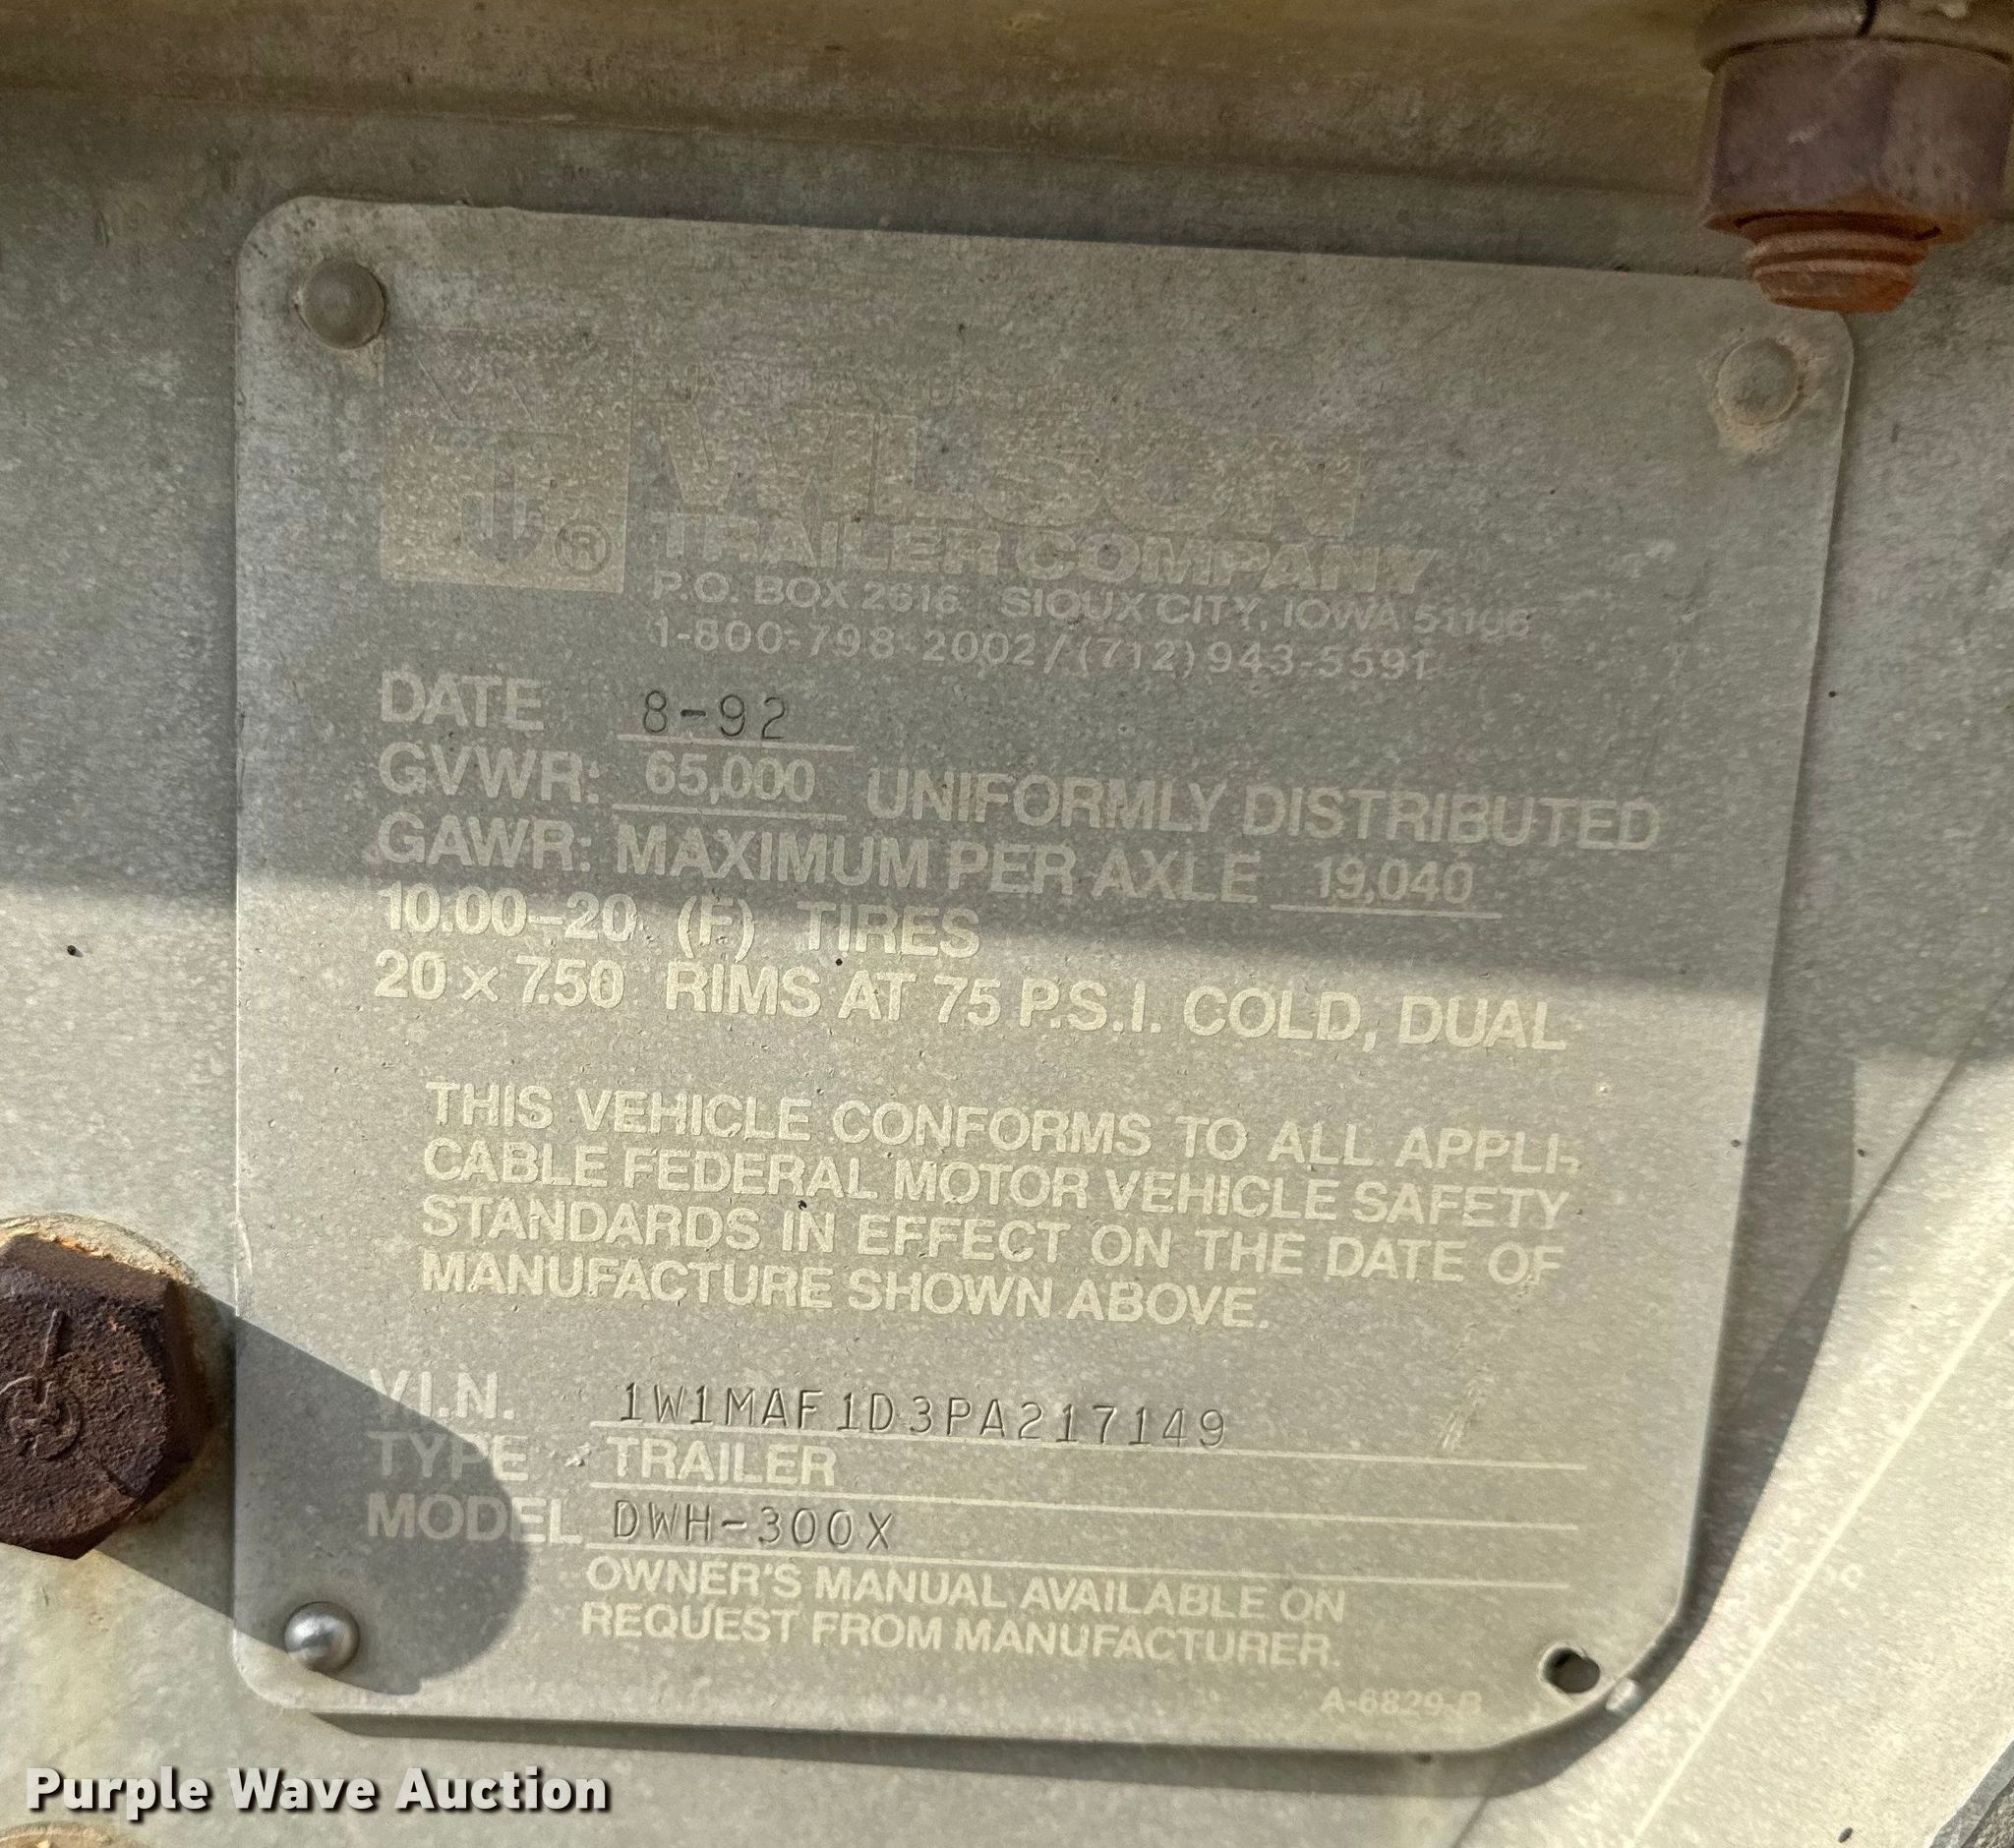 WILSON
®
TRAILER COMPANY
P.O. BOX 2616 SIOUX CITY, IOWA 51106
1-800-798-2002/(712)943-5591
DATE 8-92
GVWR: 65,000 UNIFORMLY DISTRIBUTED
GAWR: MAXIMUM PER AXLE 19,040
10.00-20 (F) TIRES
20 x 7.50 RIMS AT 75 P.S.I. COLD, DUAL
THIS VEHICLE CONFORMS TO ALL APPLI-
CABLE FEDERAL MOTOR VEHICLE SAFETY
STANDARDS IN EFFECT ON THE DATE OF
MANUFACTURE SHOWN ABOVE.
V.I.N. 1W1MAF1D3PA217149
TYPE TRAILER
MODEL DWH-300X
OWNER'S MANUAL AVAILABLE ON
REQUEST FROM MANUFACTURER.
A-6829-B
Purple Wave Auction